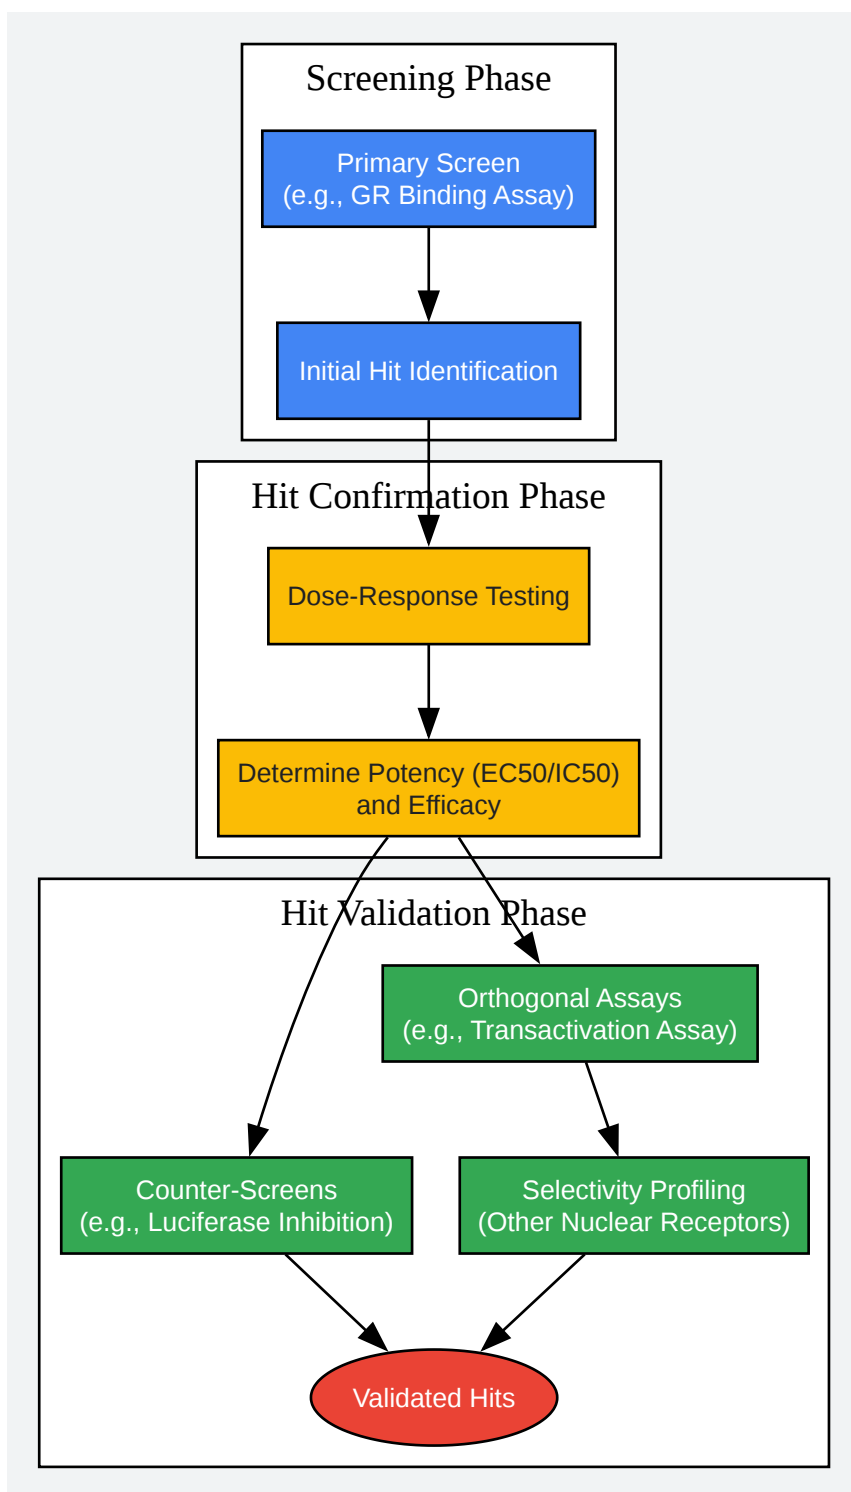 Screening Phase
Primary Screen
(e.g., GR Binding Assay)
Initial Hit Identification
Hit Confirmation Phase
Dose-Response Testing
Determine Potency (EC50/IC50)
and Efficacy
Hit Validation Phase
Orthogonal Assays
(e.g., Transactivation Assay)
Counter-Screens
(e.g., Luciferase Inhibition)
Selectivity Profiling
(Other Nuclear Receptors)
Validated Hits